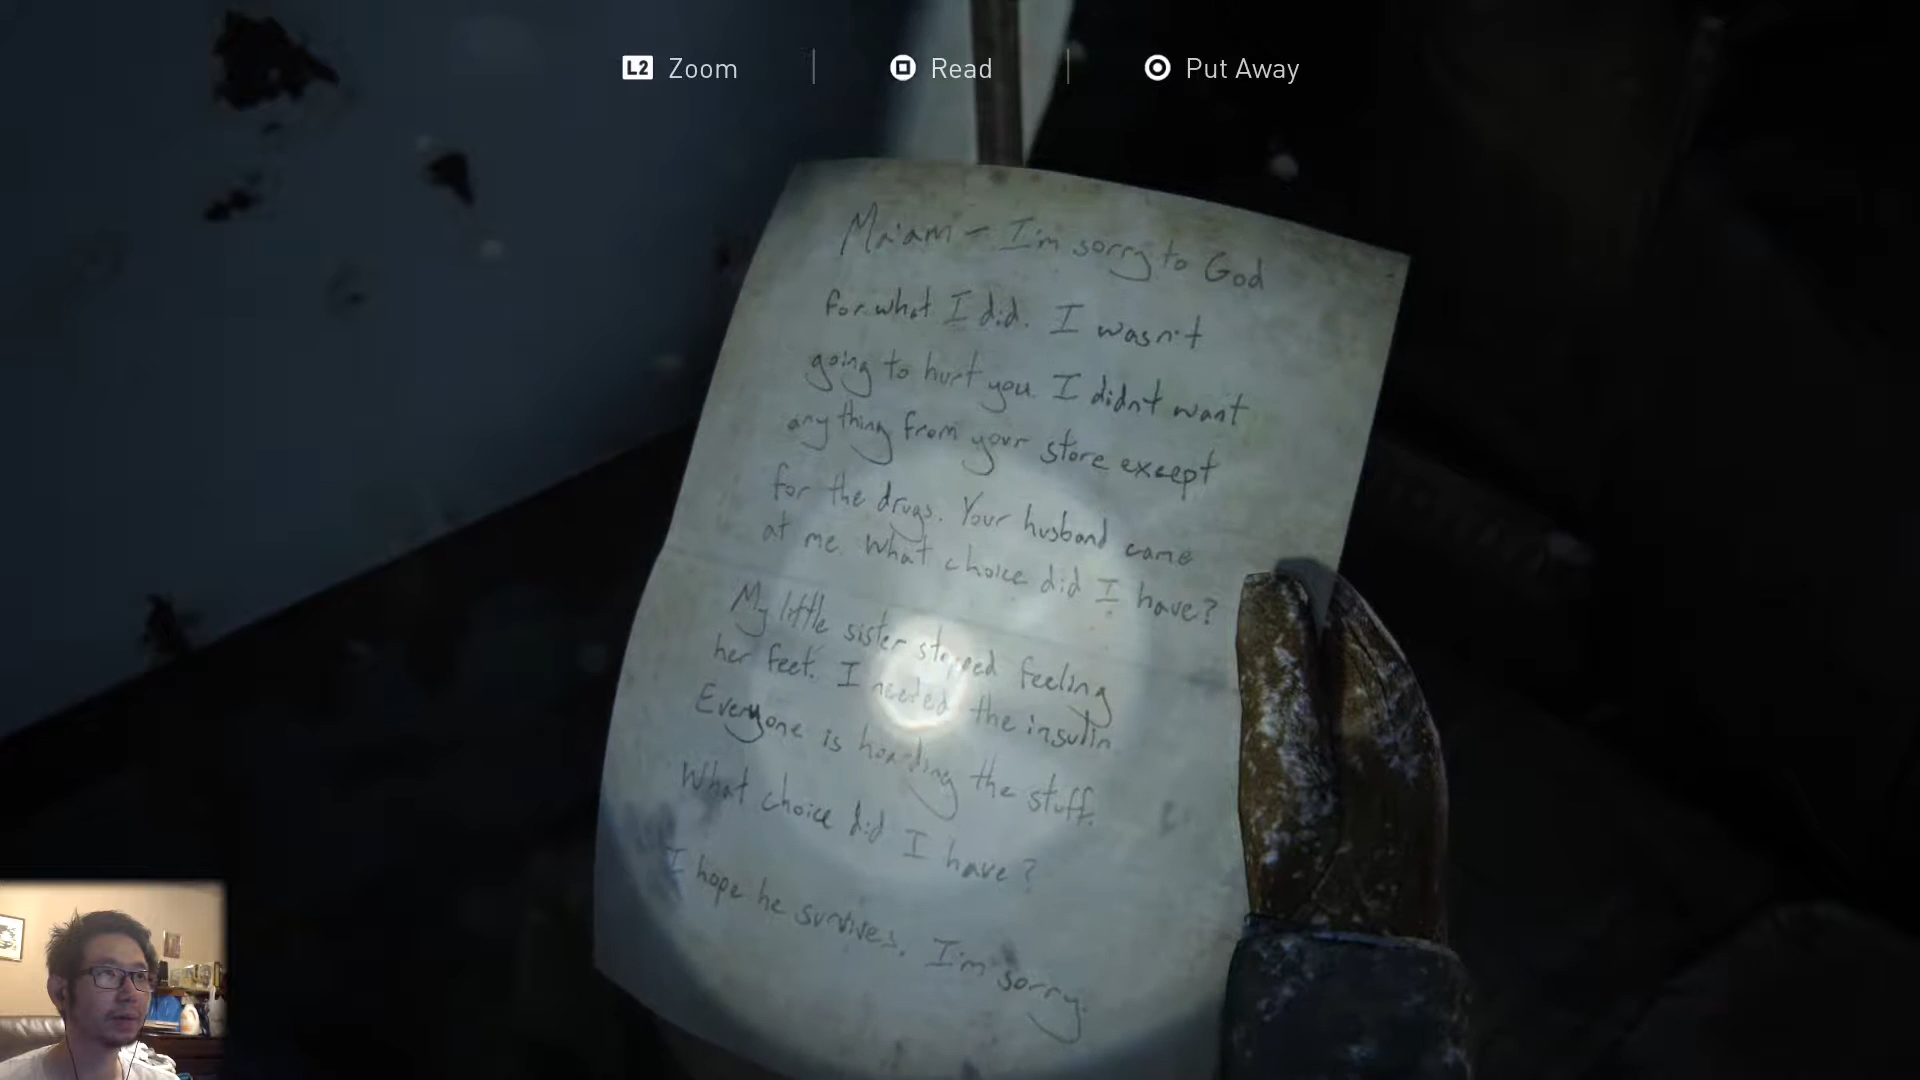 L2 Zoom | Read | Put Away
Ma'am - I'm sorry to God
for what I did. I wasn't
going to hurt you. I didn't want
anything from your store except
for the drugs. Your husband came
at me. What choice did I have?
My little sister stopped feeling
her feet. I needed the insulin
Everyone is hoarding the stuff.
What choice did I have?
I hope he survives. I'm sorry.